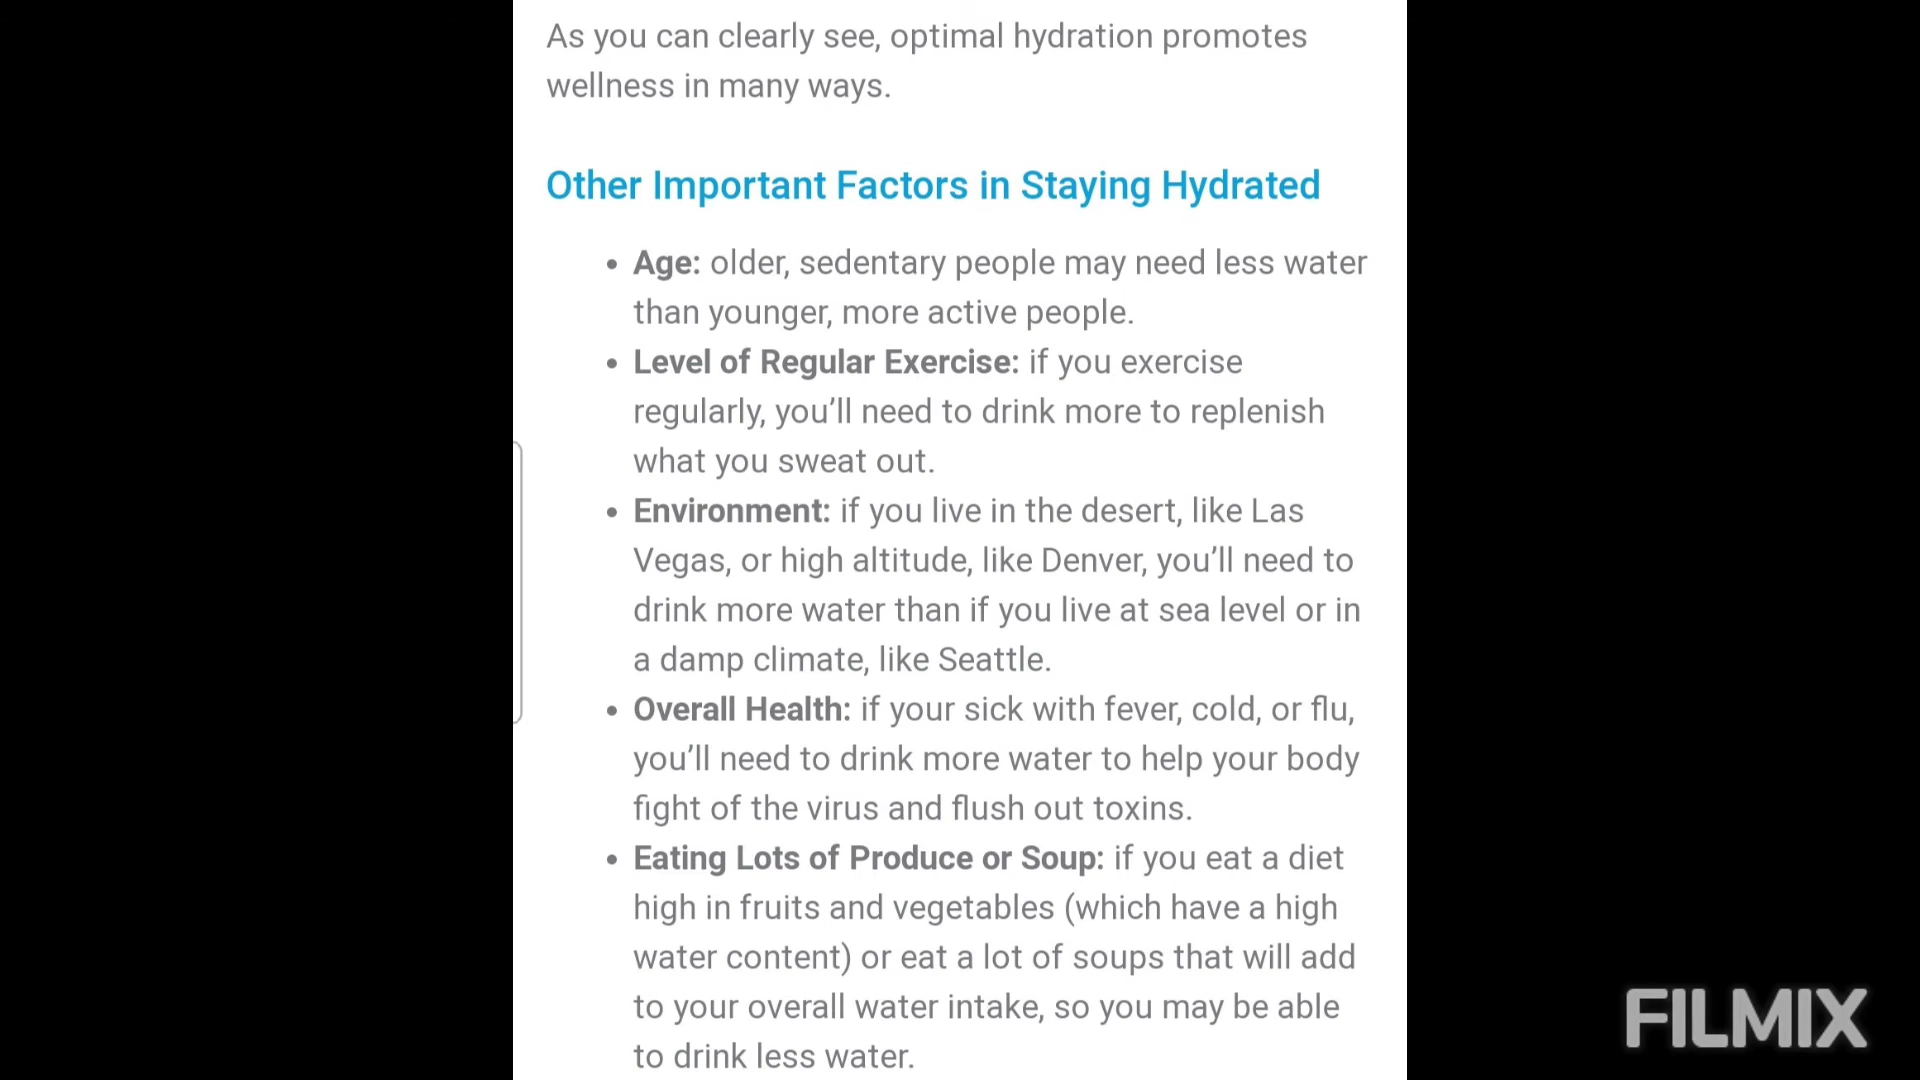 As you can clearly see, optimal hydration promotes
wellness in many ways.
Other Important Factors in Staying Hydrated
• Age: older, sedentary people may need less water
than younger, more active people.
• Level of Regular Exercise: if you exercise
regularly, you’ll need to drink more to replenish
what you sweat out.
• Environment: if you live in the desert, like Las
Vegas, or high altitude, like Denver, you’ll need to
drink more water than if you live at sea level or in
a damp climate, like Seattle.
• Overall Health: if your sick with fever, cold, or flu,
you’ll need to drink more water to help your body
fight of the virus and flush out toxins.
• Eating Lots of Produce or Soup: if you eat a diet
high in fruits and vegetables (which have a high
water content) or eat a lot of soups that will add
to your overall water intake, so you may be able
to drink less water.
FILMIX